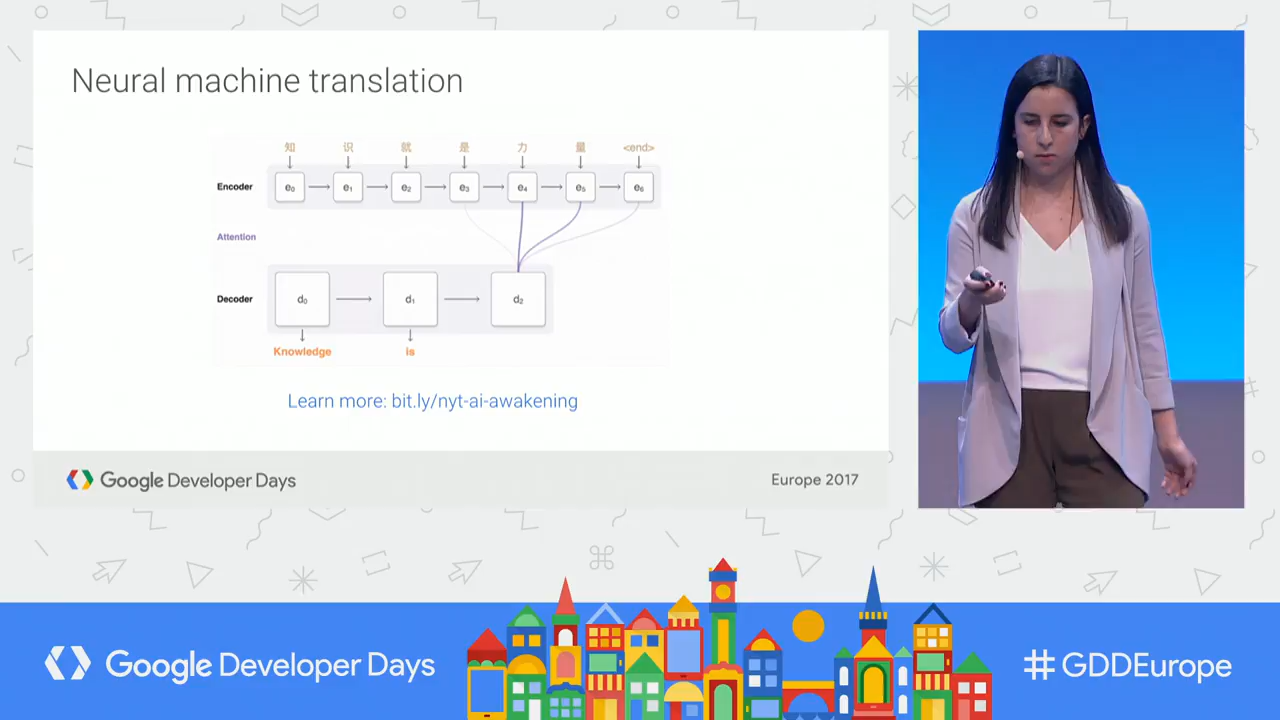 Neural machine translation
知 识 就 是 力 量 <end>
Encoder e₀ e₁ e₂ e₃ e₄ e₅ e₆
Attention
Decoder d₀ d₁ d₂
Knowledge is
Learn more: bit.ly/nyt-ai-awakening
Google Developer Days
Europe 2017
Google Developer Days
#GDDEurope